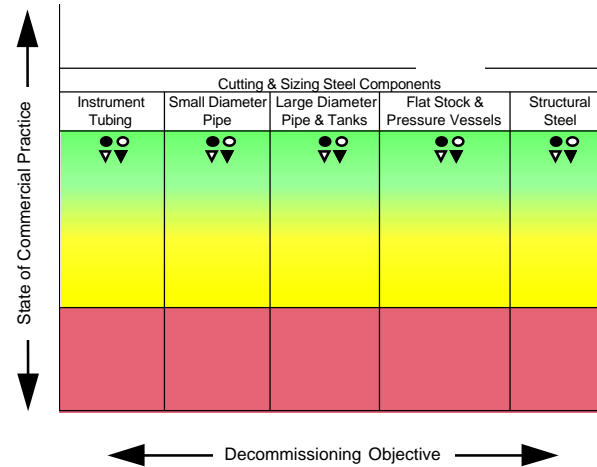 Cutting & Sizing Steel Components
Instrument Tubing
Small Diameter Pipe
Large Diameter Pipe & Tanks
Flat Stock & Pressure Vessels
Structural Steel
State of Commercial Practice
Decommissioning Objective